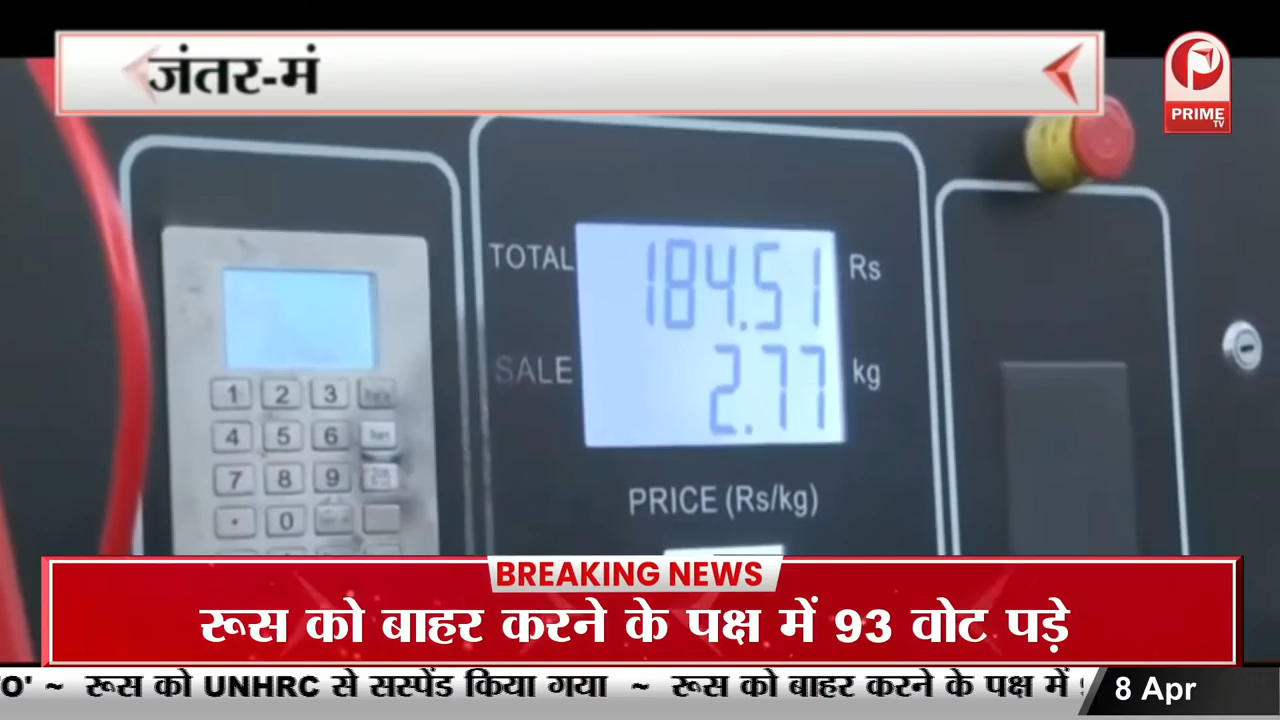 जंतर-मं
PRIME
TV
TOTAL 184.51 Rs
SALE 2.77 kg
PRICE (Rs/kg)
1 2 3
4 5 6
7 8 9
. 0
BREAKING NEWS
रूस को बाहर करने के पक्ष में 93 वोट पड़े
O' ~ रूस को UNHRC से सस्पेंड किया गया ~ रूस को बाहर करने के पक्ष में
8 Apr